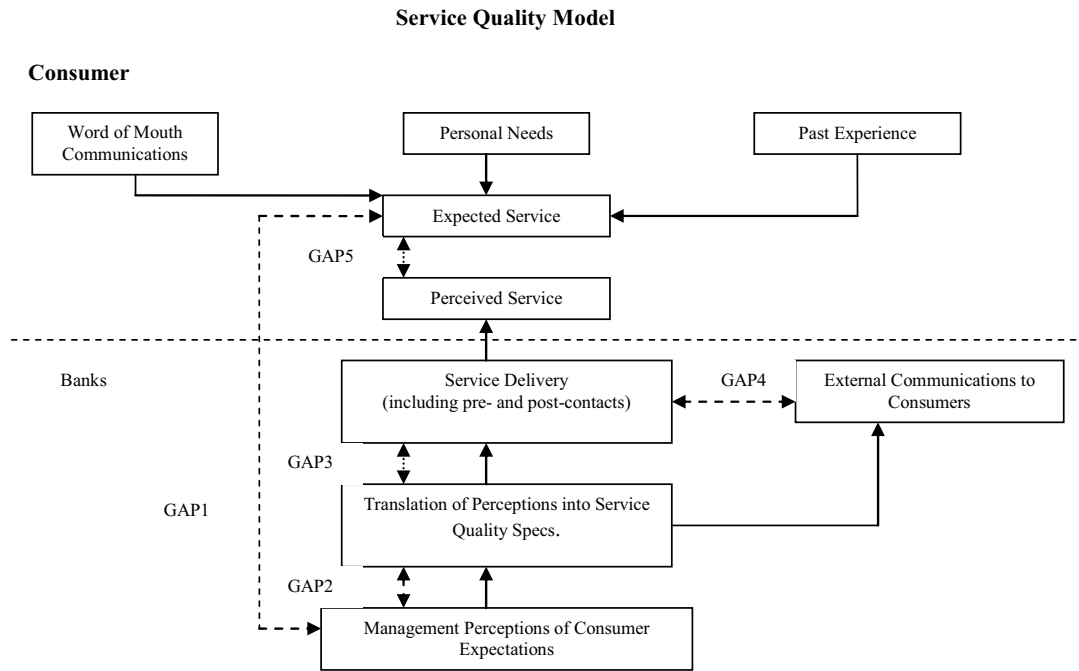 Service Quality Model
Consumer
Word of Mouth
Communications
Personal Needs
Past Experience
Expected Service
GAP5
Perceived Service
Banks
Service Delivery
(including pre- and post-contacts)
GAP4
External Communications to
Consumers
GAP3
Translation of Perceptions into Service
Quality Specs.
GAP1
GAP2
Management Perceptions of Consumer
Expectations